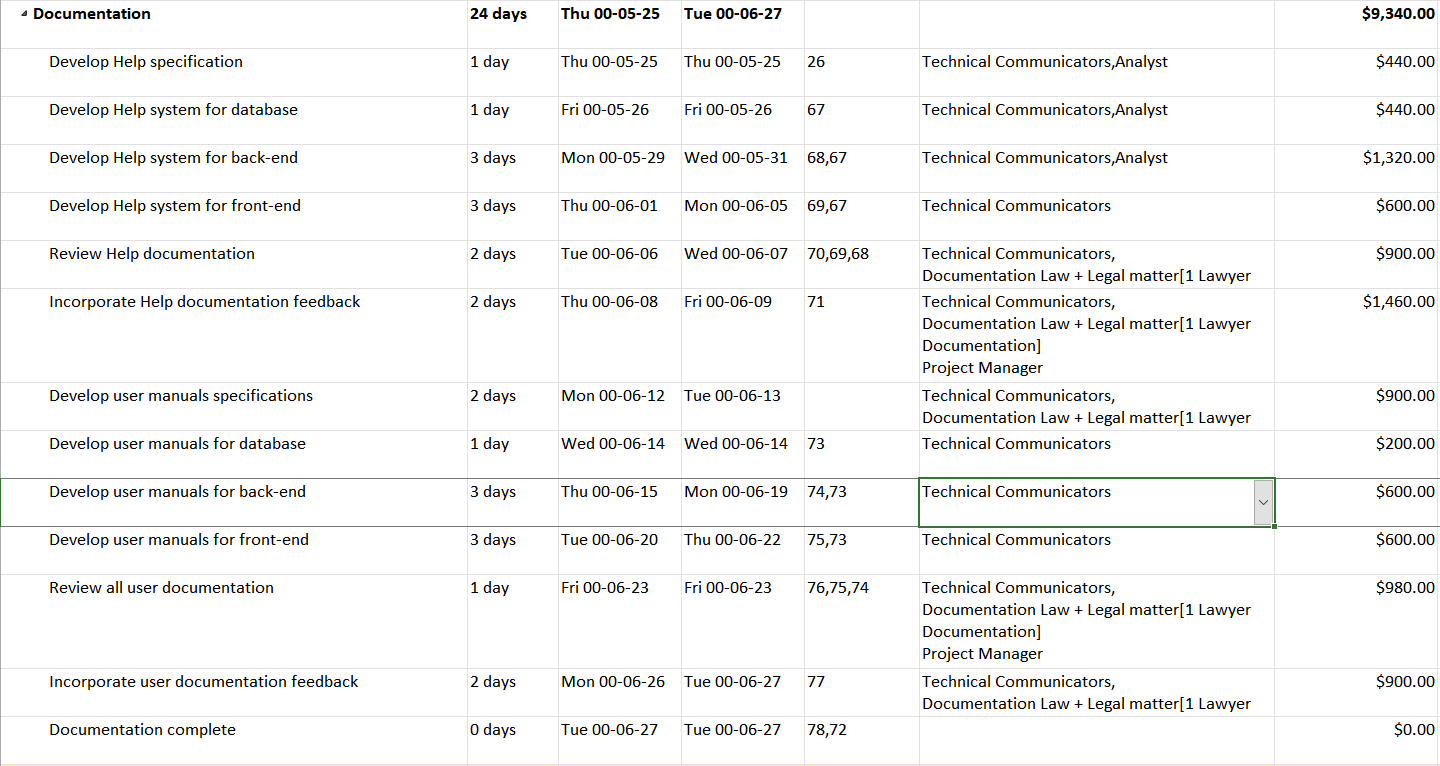 Documentation 24 days Thu 00-05-25 Tue 00-06-27 $9,340.00
Develop Help specification 1 day Thu 00-05-25 Thu 00-05-25 26 Technical Communicators,Analyst $440.00
Develop Help system for database 1 day Fri 00-05-26 Fri 00-05-26 67 Technical Communicators,Analyst $440.00
Develop Help system for back-end 3 days Mon 00-05-29 Wed 00-05-31 68,67 Technical Communicators,Analyst $1,320.00
Develop Help system for front-end 3 days Thu 00-06-01 Mon 00-06-05 69,67 Technical Communicators $600.00
Review Help documentation 2 days Tue 00-06-06 Wed 00-06-07 70,69,68 Technical Communicators, $900.00
Documentation Law + Legal matter[1 Lawyer
Incorporate Help documentation feedback 2 days Thu 00-06-08 Fri 00-06-09 71 Technical Communicators, $1,460.00
Documentation Law + Legal matter[1 Lawyer
Documentation]
Project Manager
Develop user manuals specifications 2 days Mon 00-06-12 Tue 00-06-13 Technical Communicators, $900.00
Documentation Law + Legal matter[1 Lawyer
Develop user manuals for database 1 day Wed 00-06-14 Wed 00-06-14 73 Technical Communicators $200.00
Develop user manuals for back-end 3 days Thu 00-06-15 Mon 00-06-19 74,73 Technical Communicators $600.00
Develop user manuals for front-end 3 days Tue 00-06-20 Thu 00-06-22 75,73 Technical Communicators $600.00
Review all user documentation 1 day Fri 00-06-23 Fri 00-06-23 76,75,74 Technical Communicators, $980.00
Documentation Law + Legal matter[1 Lawyer
Documentation]
Project Manager
Incorporate user documentation feedback 2 days Mon 00-06-26 Tue 00-06-27 77 Technical Communicators, $900.00
Documentation Law + Legal matter[1 Lawyer
Documentation complete 0 days Tue 00-06-27 Tue 00-06-27 78,72 $0.00